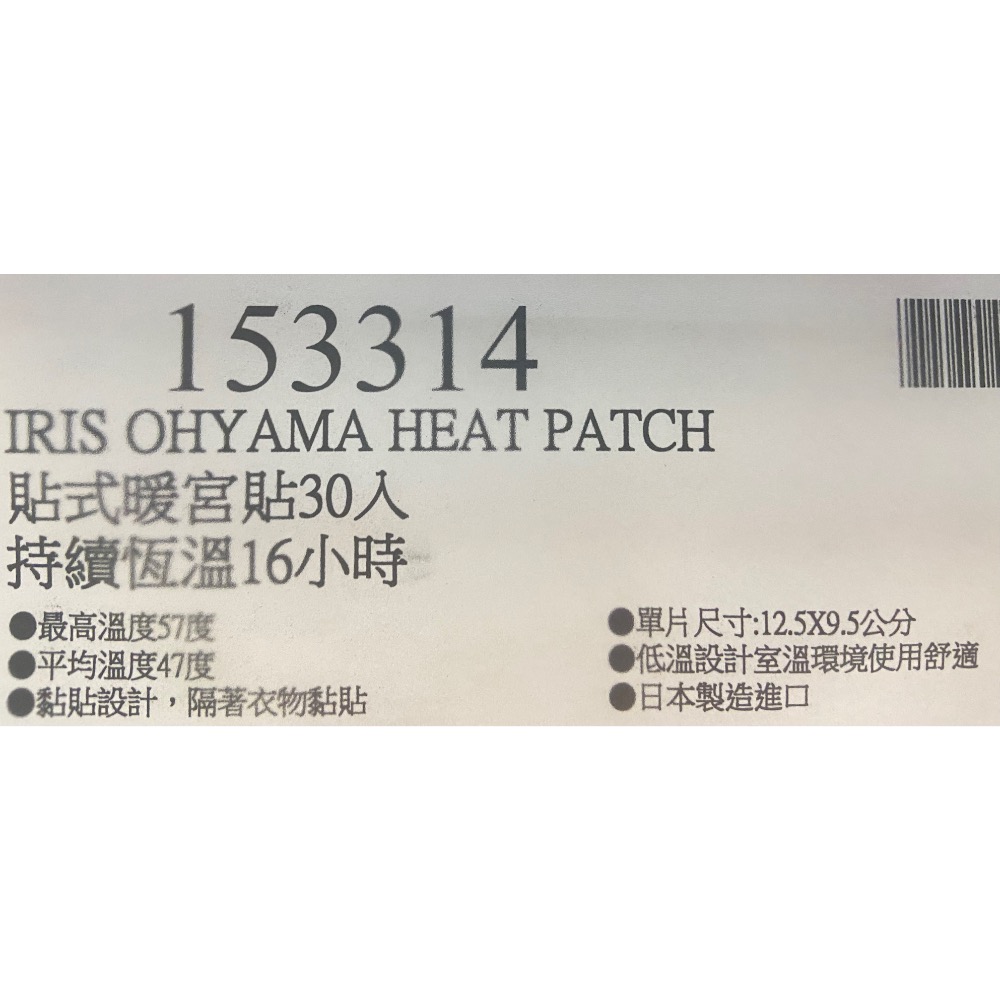 153314
IRIS OHYAMA HEAT PATCH
貼式暖宮貼30入
持續恆溫16小時
●最高溫度57度
●平均溫度47度
●黏貼設計，隔著衣物黏貼
●單片尺寸:12.5X9.5公分
●低溫設計室溫環境使用舒適
●日本製造進口